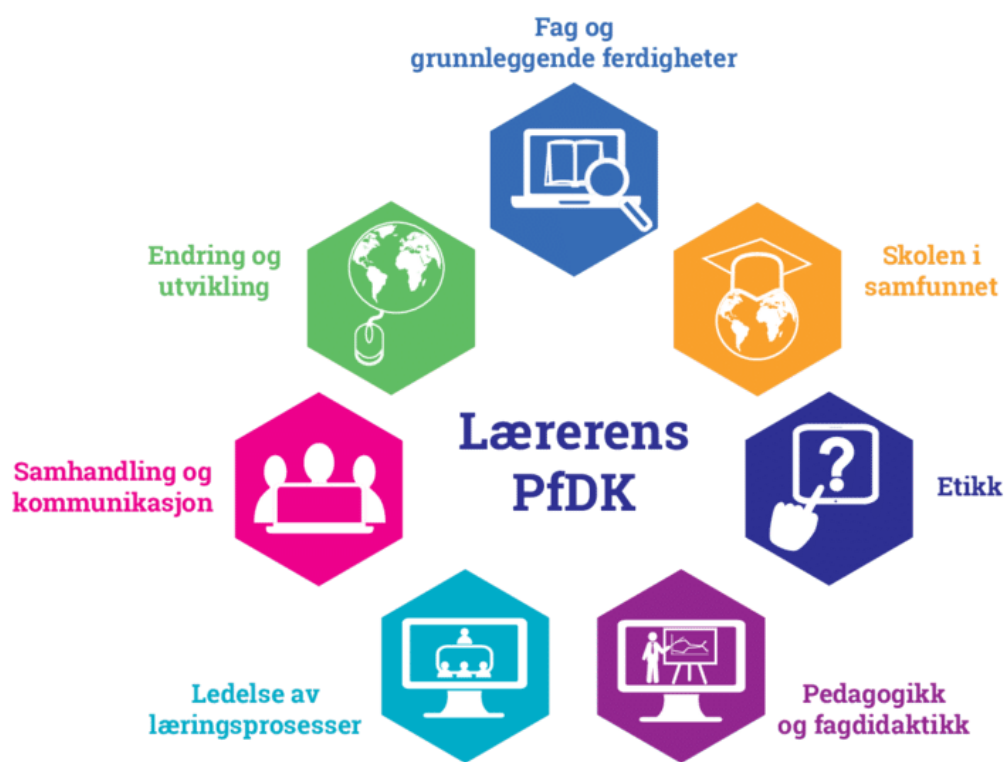 Fag og
grunnleggende ferdigheter
Skolen i
samfunnet
Etikk
Pedagogikk
og fagdidaktikk
Ledelse av
læringsprosesser
Samhandling og
kommunikasjon
Endring og
utvikling
Lærerens
PfDK
?